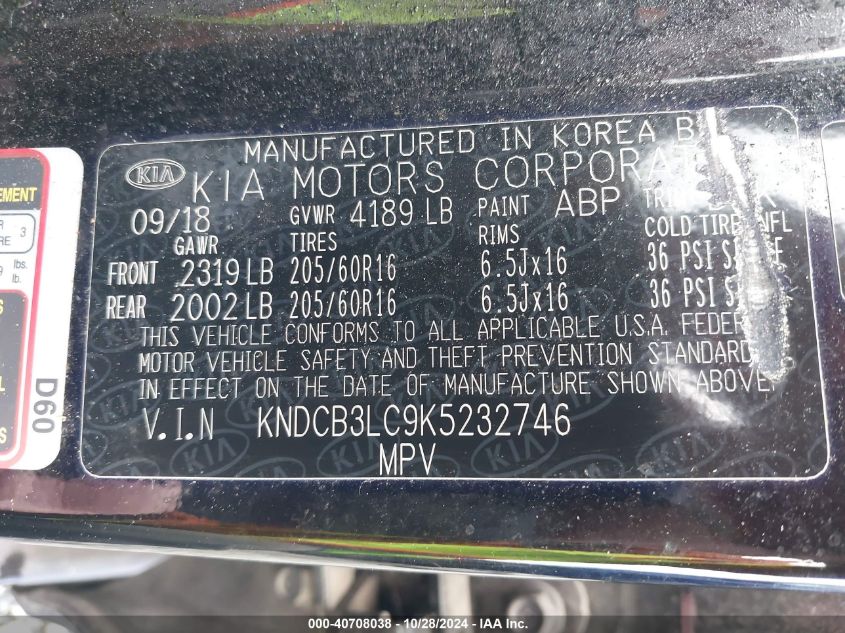 MANUFACTURED IN KOREA B
KIA KIA MOTORS CORPORAT
09/18 GVWR 4189 LB PAINT ABP
GAWR TIRES RIMS COLD TIRE
FRONT 2319 LB 205/60R16 6.5Jx16 36 PSI
REAR 2002 LB 205/60R16 6.5Jx16 36 PSI
THIS VEHICLE CONFORMS TO ALL APPLICABLE U.S.A. FEDER
MOTOR VEHICLE SAFETY AND THEFT PREVENTION STANDARD
IN EFFECT ON THE DATE OF MANUFACTURE SHOWN ABOVE.
V.I.N KNDCB3LC9K5232746
MPV
D60
000-40708038 | 10/28/2024 - IAA, Inc.